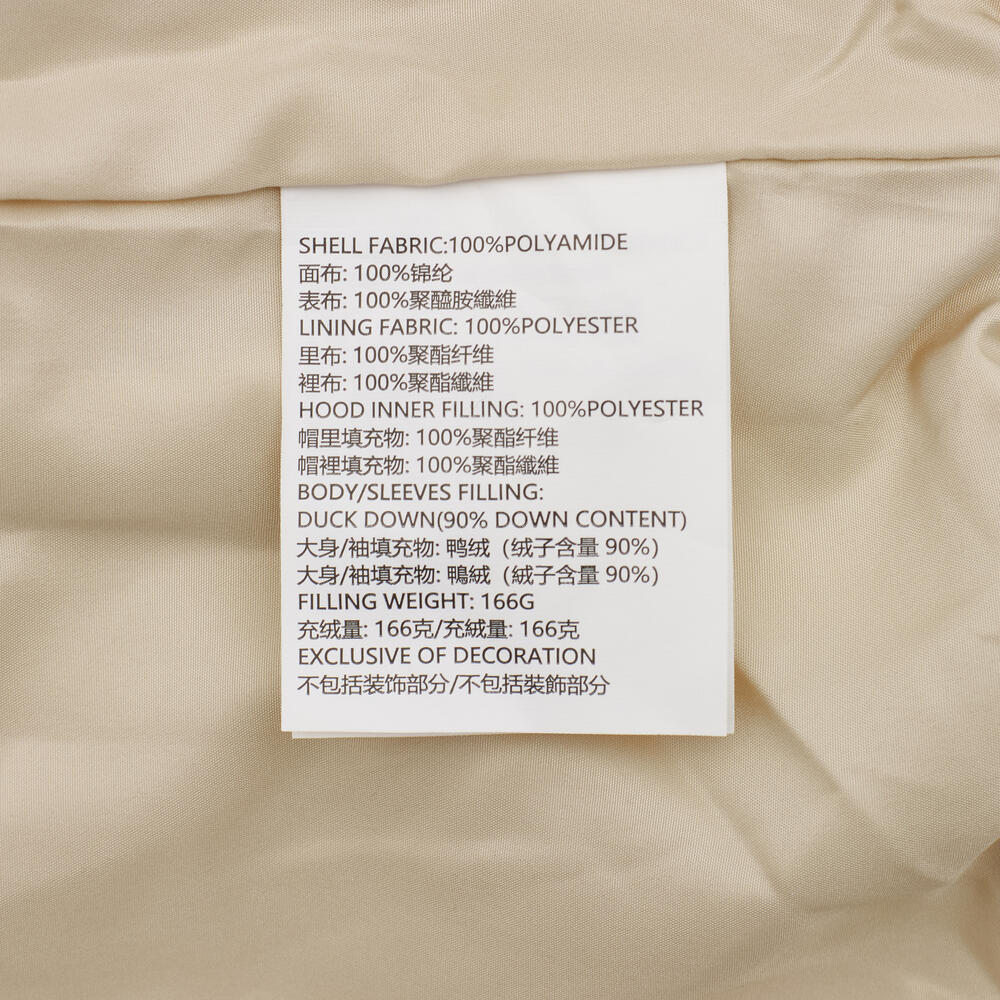 SHELL FABRIC:100%POLYAMIDE
面布: 100%锦纶
表布: 100%聚醯胺纖維
LINING FABRIC: 100%POLYESTER
里布: 100%聚酯纤维
裡布: 100%聚酯纖維
HOOD INNER FILLING: 100%POLYESTER
帽里填充物: 100%聚酯纤维
帽裡填充物: 100%聚酯纖維
BODY/SLEEVES FILLING:
DUCK DOWN(90% DOWN CONTENT)
大身/袖填充物: 鸭绒（绒子含量 90%）
大身/袖填充物: 鴨絨（絨子含量 90%）
FILLING WEIGHT: 166G
充绒量: 166克/充絨量: 166克
EXCLUSIVE OF DECORATION
不包括装饰部分/不包括裝飾部分